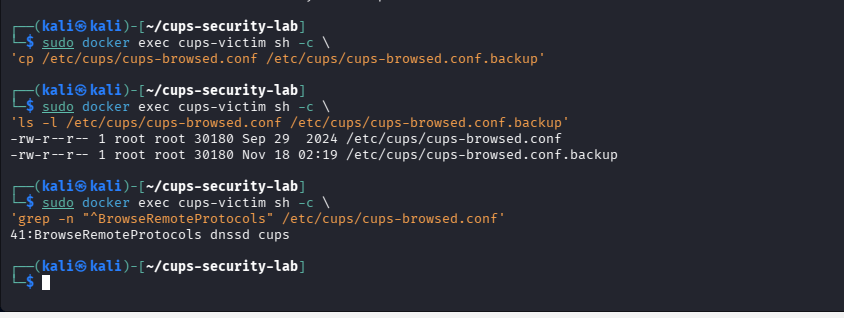 ┌──(kali㉿kali)-[~/cups-security-lab]
└─$ sudo docker exec cups-victim sh -c \
'cp /etc/cups/cups-browsed.conf /etc/cups/cups-browsed.conf.backup'
┌──(kali㉿kali)-[~/cups-security-lab]
└─$ sudo docker exec cups-victim sh -c \
'ls -l /etc/cups/cups-browsed.conf /etc/cups/cups-browsed.conf.backup'
-rw-r--r-- 1 root root 30180 Sep 29  2024 /etc/cups/cups-browsed.conf
-rw-r--r-- 1 root root 30180 Nov 18 02:19 /etc/cups/cups-browsed.conf.backup
┌──(kali㉿kali)-[~/cups-security-lab]
└─$ sudo docker exec cups-victim sh -c \
'grep -n "^BrowseRemoteProtocols" /etc/cups/cups-browsed.conf'
41:BrowseRemoteProtocols dnssd cups
┌──(kali㉿kali)-[~/cups-security-lab]
└─$